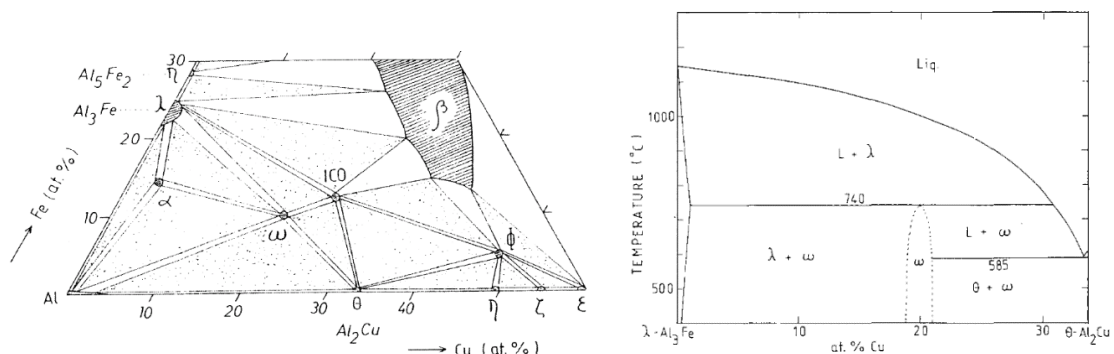 30
Al5Fe2
η
λ
Al3Fe
β
20
Fe (at. %)
ICO
α
10
ω
ϕ
Al
θ
η
ζ
ε
10
20
30
40
Al2Cu
Cu (at. %)
Liq.
1000
L + λ
TEMPERATURE (°C)
740
L + ω
λ + ω
ω
585
500
θ + ω
λ-Al3Fe
10
20
30
θ-Al2Cu
at. % Cu